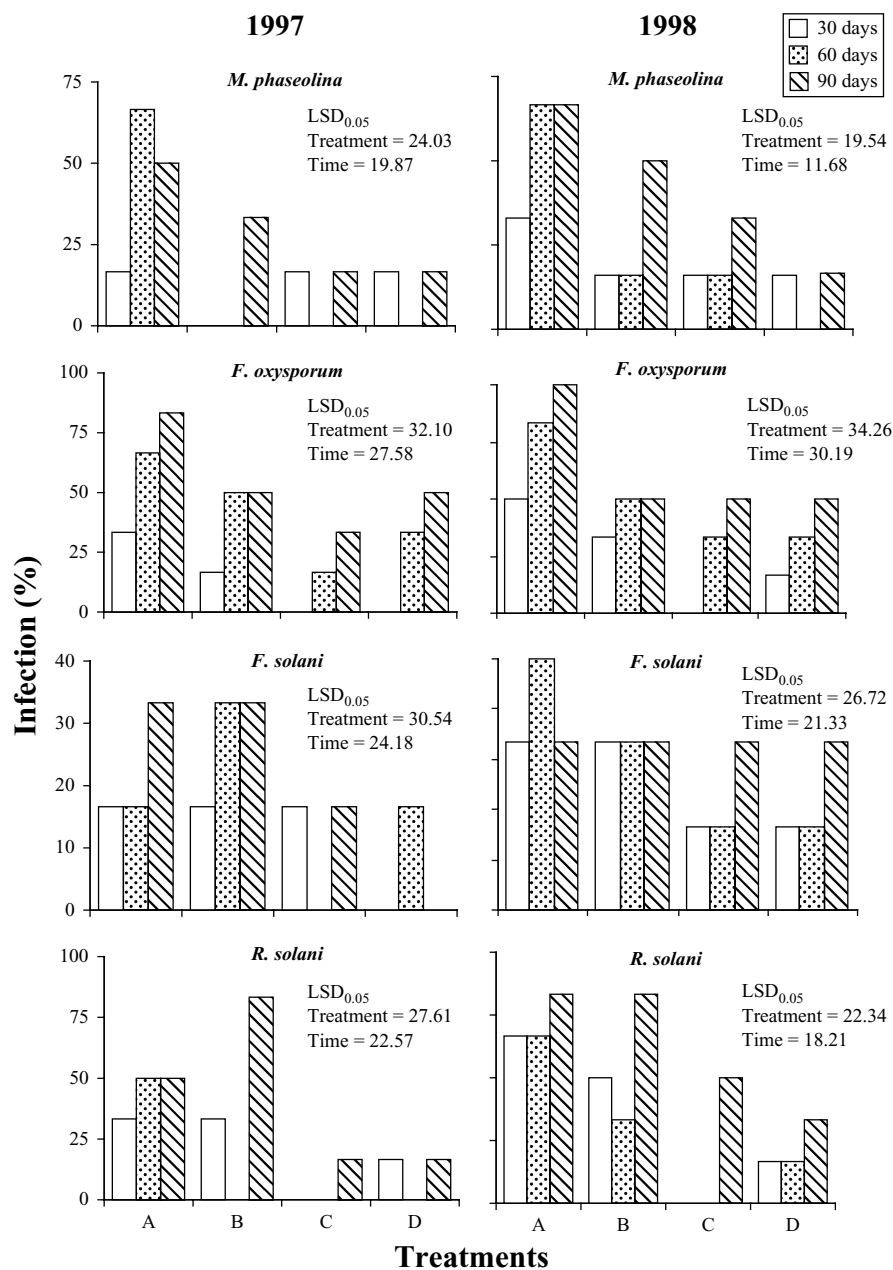 1997
1998
30 days
60 days
90 days
M. phaseolina
LSD0.05
Treatment = 24.03
Time = 19.87
75
50
25
0
M. phaseolina
LSD0.05
Treatment = 19.54
Time = 11.68
F. oxysporum
LSD0.05
Treatment = 32.10
Time = 27.58
100
75
50
25
0
F. oxysporum
LSD0.05
Treatment = 34.26
Time = 30.19
Infection (%)
F. solani
LSD0.05
Treatment = 30.54
Time = 24.18
40
30
20
10
0
F. solani
LSD0.05
Treatment = 26.72
Time = 21.33
R. solani
LSD0.05
Treatment = 27.61
Time = 22.57
100
75
50
25
0
A B C D
R. solani
LSD0.05
Treatment = 22.34
Time = 18.21
A B C D
Treatments